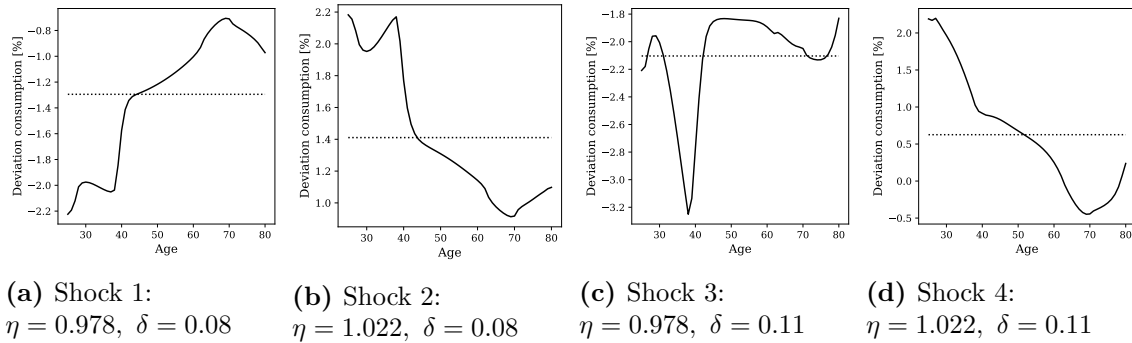 Deviation consumption [%]
−0.8
−1.0
−1.2
−1.4
−1.6
−1.8
−2.0
−2.2
30 40 50 60 70 80
Age
Deviation consumption [%]
2.2
2.0
1.8
1.6
1.4
1.2
1.0
30 40 50 60 70 80
Age
Deviation consumption [%]
−1.8
−2.0
−2.2
−2.4
−2.6
−2.8
−3.0
−3.2
30 40 50 60 70 80
Age
Deviation consumption [%]
2.0
1.5
1.0
0.5
0.0
−0.5
30 40 50 60 70 80
Age
(a) Shock 1:
η = 0.978, δ = 0.08
(b) Shock 2:
η = 1.022, δ = 0.08
(c) Shock 3:
η = 0.978, δ = 0.11
(d) Shock 4:
η = 1.022, δ = 0.11